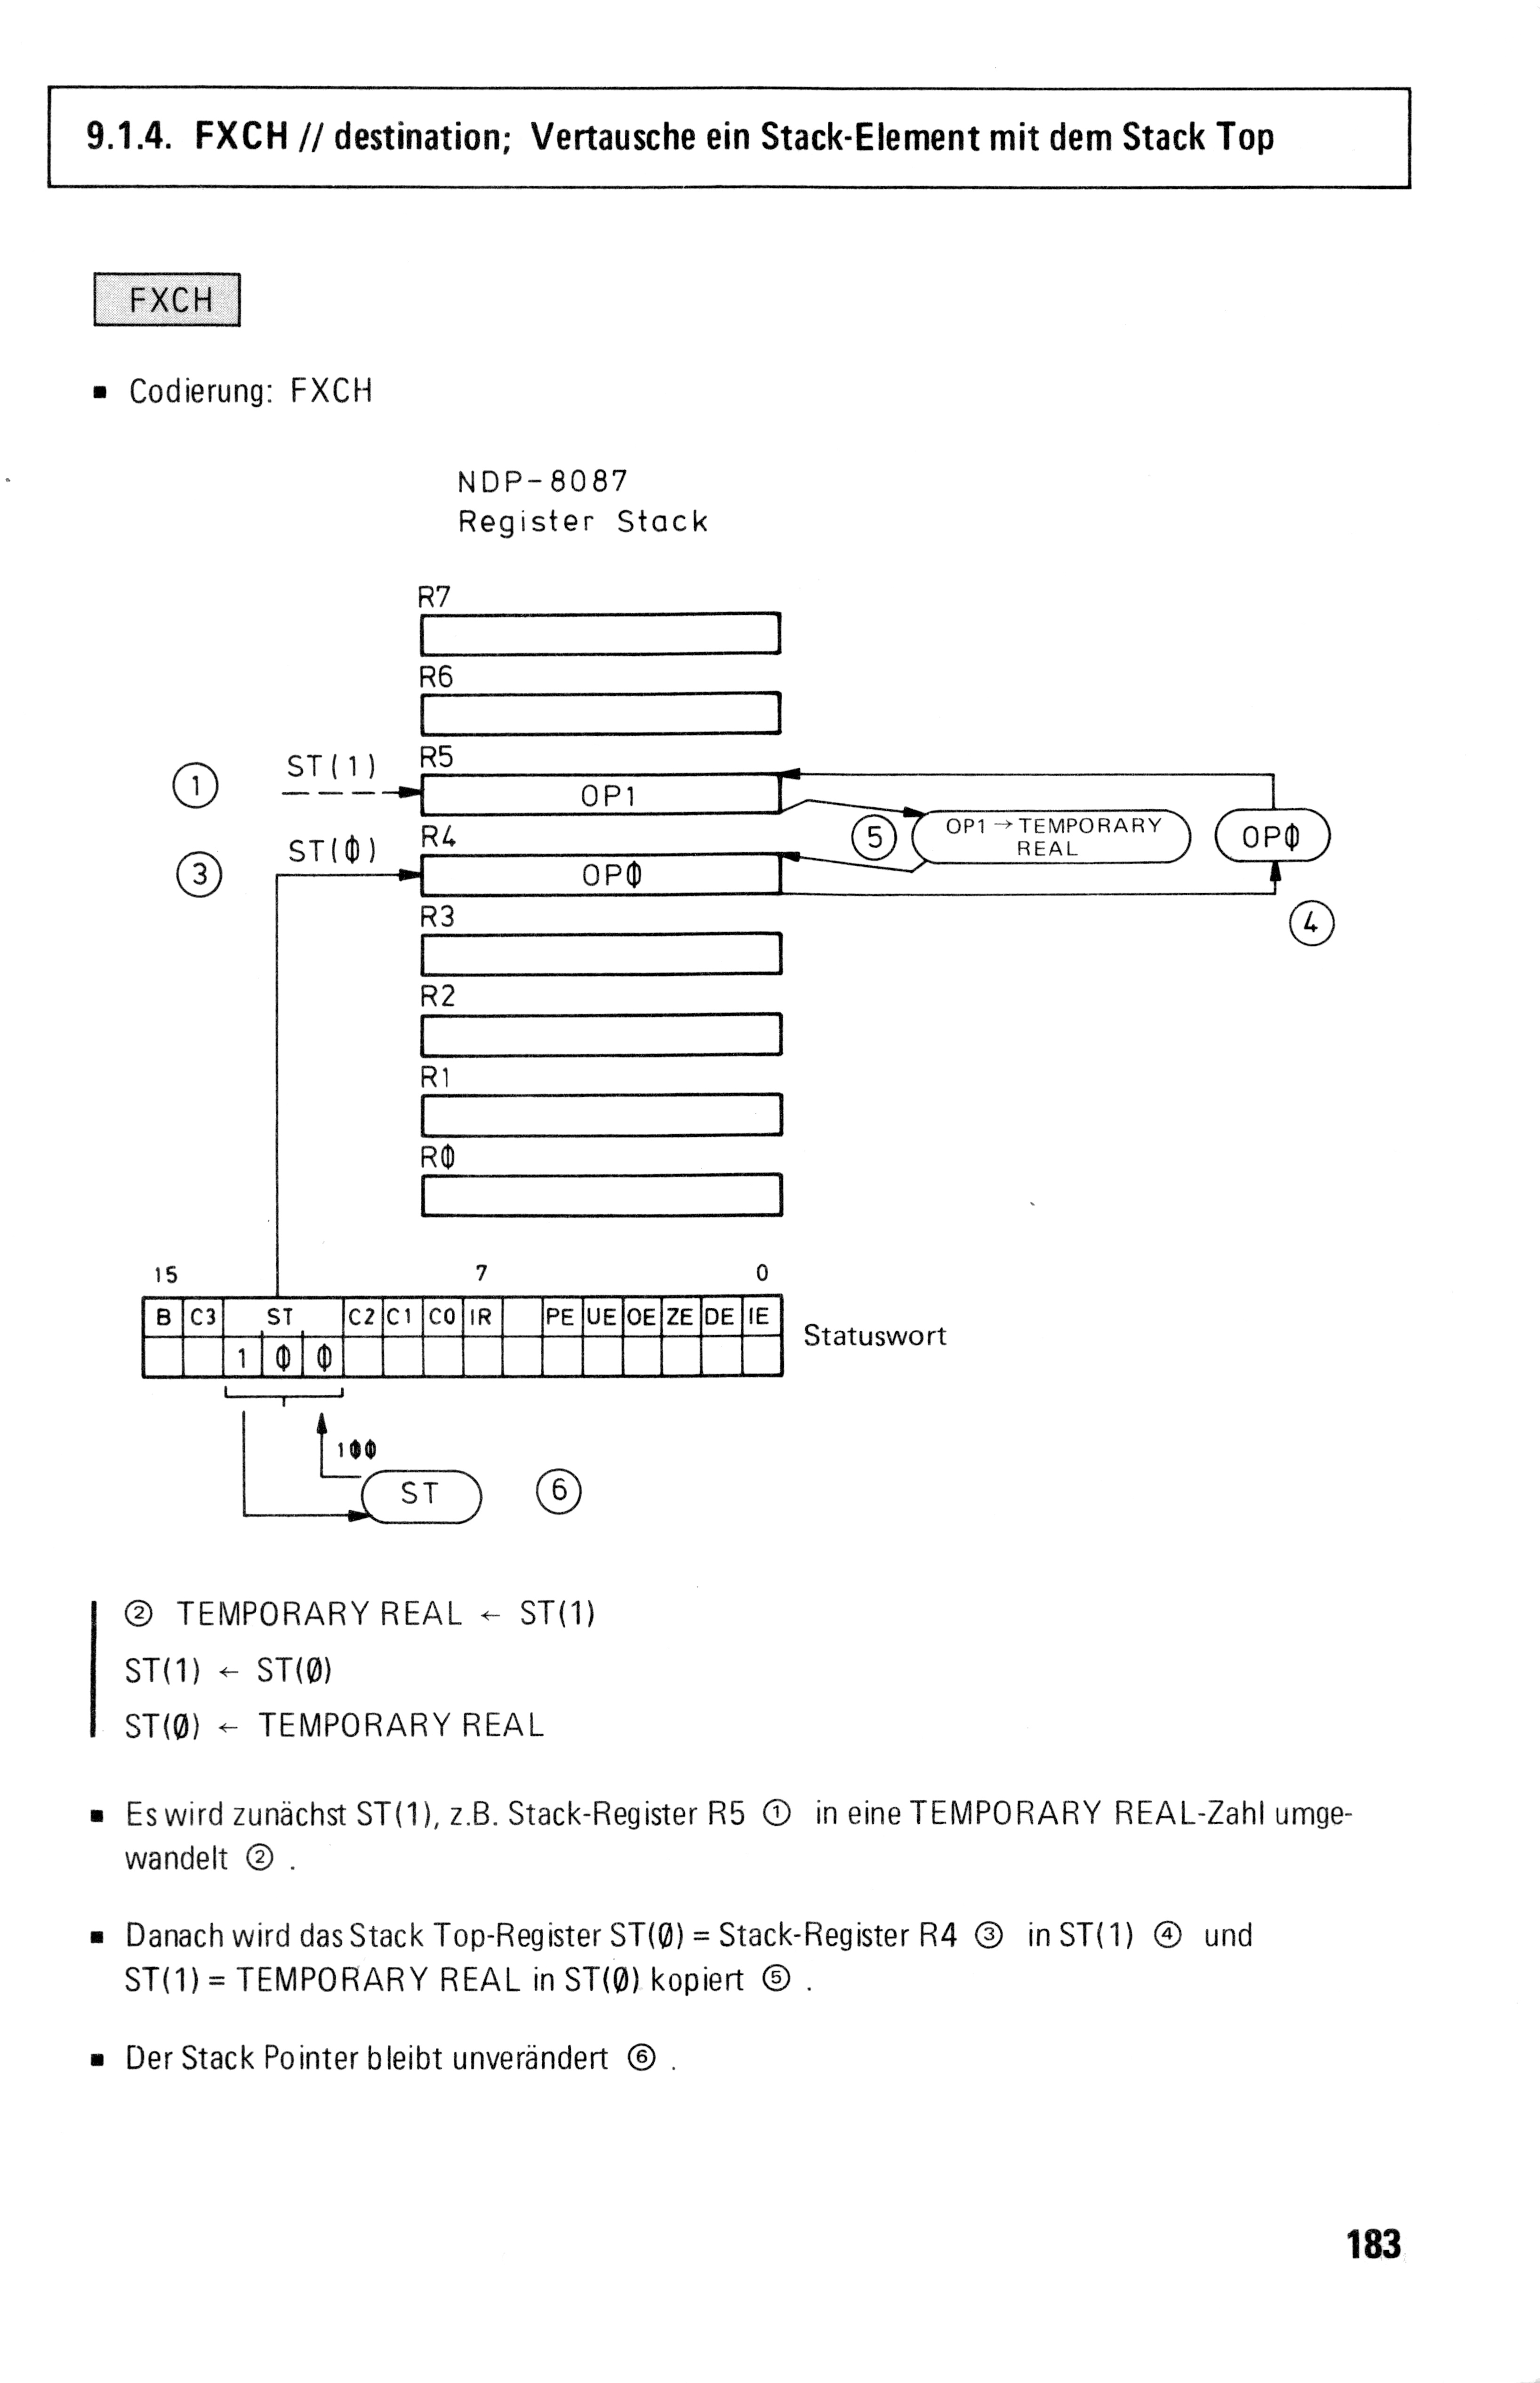 9.1.4. FXCH // destination; Vertausche ein Stack-Element mit dem Stack Top
FXCH
▪ Codierung: FXCH
NDP-8087
Register Stack
R7
R6
R5
① ST(1)
OP1
⑤ OP1 → TEMPORARY
REAL
OPØ
R4
③ ST(Ø)
OPØ
④
R3
R2
R1
RØ
15 7 0
B C3 ST C2 C1 C0 IR PE UE OE ZE DE IE
1 Ø Ø
Statuswort
1ØØ
ST ⑥
② TEMPORARY REAL ← ST(1)
ST(1) ← ST(Ø)
ST(Ø) ← TEMPORARY REAL
▪ Es wird zunächst ST(1), z.B. Stack-Register R5 ① in eine TEMPORARY REAL-Zahl umge-
wandelt ② .
▪ Danach wird das Stack Top-Register ST(Ø) = Stack-Register R4 ③ in ST(1) ④ und
ST(1) = TEMPORARY REAL in ST(Ø) kopiert ⑤ .
▪ Der Stack Pointer bleibt unverändert ⑥ .
183